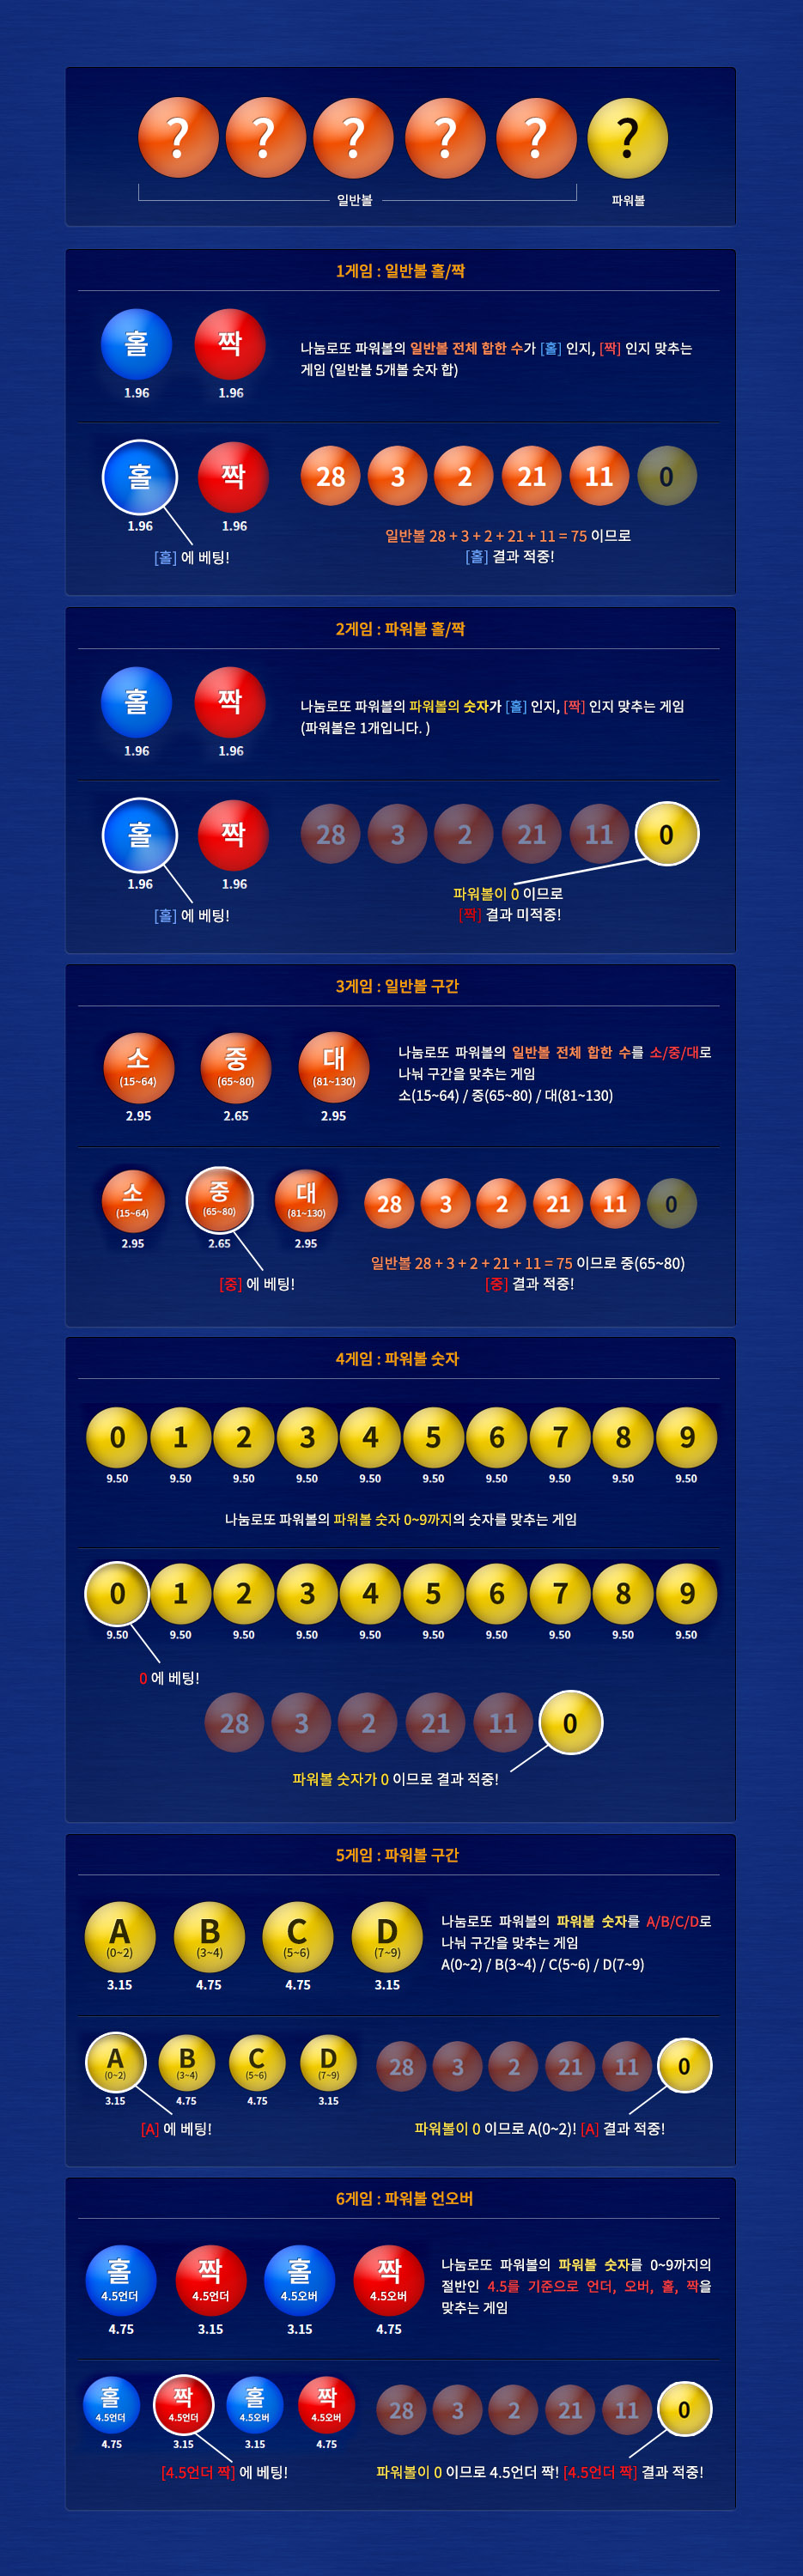 ? ? ? ? ? ?
일반볼 파워볼
1게임 : 일반볼 홀/짝
홀 짝
1.96 1.96
나눔로또 파워볼의 일반볼 전체 합한 수가 [홀] 인지, [짝] 인지 맞추는
게임 (일반볼 5개볼 숫자 합)
홀 짝
1.96 1.96
[홀] 에 베팅!
28 3 2 21 11 0
일반볼 28 + 3 + 2 + 21 + 11 = 75 이므로
[홀] 결과 적중!
2게임 : 파워볼 홀/짝
홀 짝
1.96 1.96
나눔로또 파워볼의 파워볼의 숫자가 [홀] 인지, [짝] 인지 맞추는 게임
(파워볼은 1개입니다. )
홀 짝
1.96 1.96
[홀] 에 베팅!
28 3 2 21 11 0
파워볼이 0 이므로
[짝] 결과 미적중!
3게임 : 일반볼 구간
소 중 대
(15~64) (65~80) (81~130)
2.95 2.65 2.95
나눔로또 파워볼의 일반볼 전체 합한 수를 소/중/대로
나눠 구간을 맞추는 게임
소(15~64) / 중(65~80) / 대(81~130)
소 중 대
(15~64) (65~80) (81~130)
2.95 2.65 2.95
[중] 에 베팅!
28 3 2 21 11 0
일반볼 28 + 3 + 2 + 21 + 11 = 75 이므로 중(65~80)
[중] 결과 적중!
4게임 : 파워볼 숫자
0 1 2 3 4 5 6 7 8 9
9.50 9.50 9.50 9.50 9.50 9.50 9.50 9.50 9.50 9.50
나눔로또 파워볼의 파워볼 숫자 0~9까지의 숫자를 맞추는 게임
0 1 2 3 4 5 6 7 8 9
9.50 9.50 9.50 9.50 9.50 9.50 9.50 9.50 9.50 9.50
0 에 베팅!
28 3 2 21 11 0
파워볼 숫자가 0 이므로 결과 적중!
5게임 : 파워볼 구간
A B C D
(0~2) (3~4) (5~6) (7~9)
3.15 4.75 4.75 3.15
나눔로또 파워볼의 파워볼 숫자를 A/B/C/D로
나눠 구간을 맞추는 게임
A(0~2) / B(3~4) / C(5~6) / D(7~9)
A B C D
(0~2) (3~4) (5~6) (7~9)
3.15 4.75 4.75 3.15
[A] 에 베팅!
28 3 2 21 11 0
파워볼이 0 이므로 A(0~2)! [A] 결과 적중!
6게임 : 파워볼 언오버
홀 짝 홀 짝
4.5언더 4.5언더 4.5오버 4.5오버
4.75 3.15 3.15 4.75
나눔로또 파워볼의 파워볼 숫자를 0~9까지의
절반인 4.5를 기준으로 언더, 오버, 홀, 짝을
맞추는 게임
홀 짝 홀 짝
4.5언더 4.5언더 4.5오버 4.5오버
4.75 3.15 3.15 4.75
[4.5언더 짝] 에 베팅!
28 3 2 21 11 0
파워볼이 0 이므로 4.5언더 짝! [4.5언더 짝] 결과 적중!